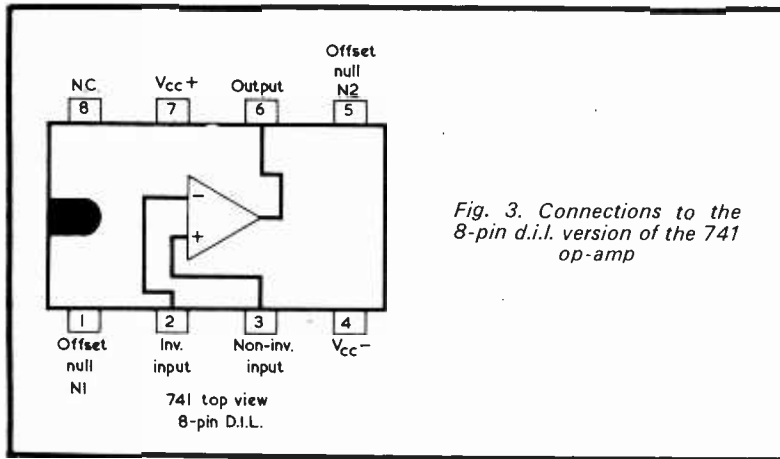 Offset
null
N2
N.C.
Vcc+
Output
8
7
6
5
-
+
1
2
3
4
Offset
null
N1
Inv.
input
Non-inv.
input
Vcc-
741 top view
8-pin D.I.L.
Fig. 3. Connections to the
8-pin d.i.l. version of the 741
op-amp